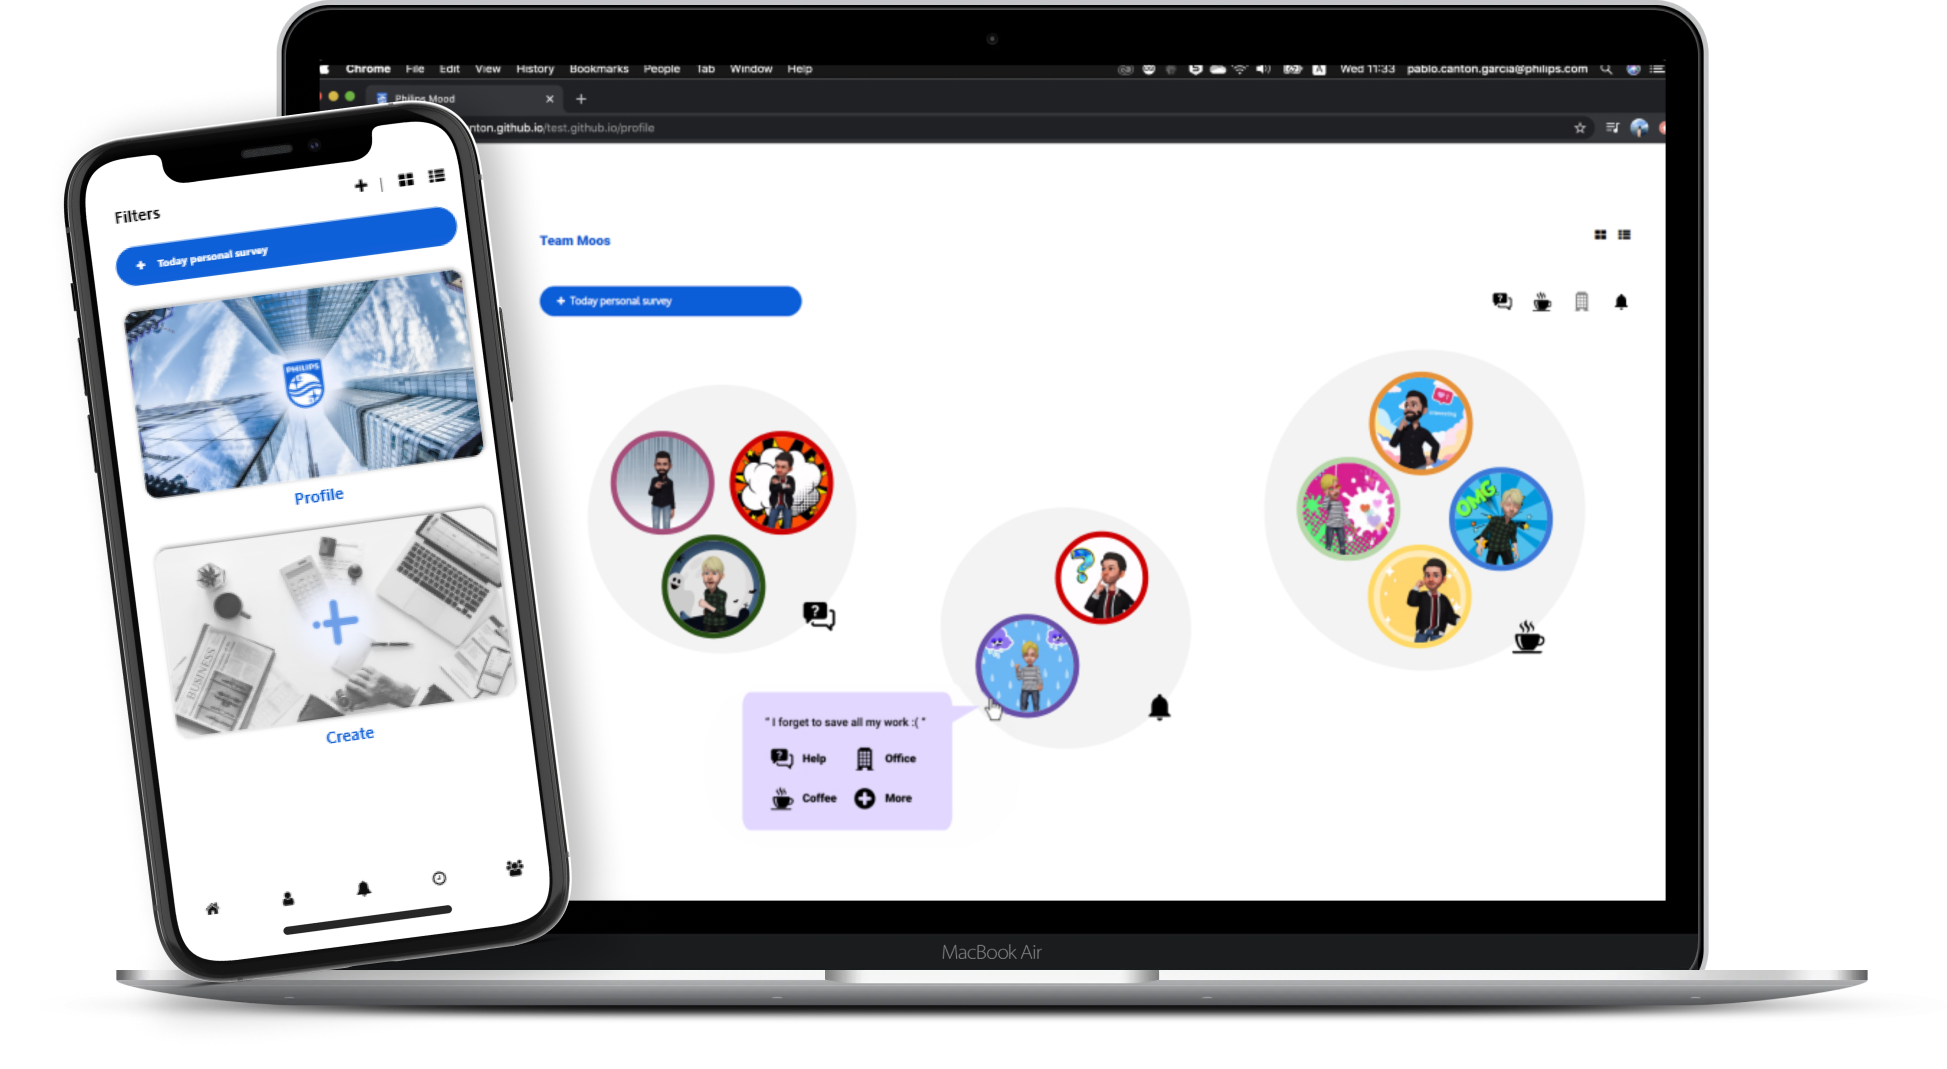 Chrome File Edit View History Bookmarks People Tab Window Help
Wed 11:33 pablo.canton.garcia@philips.com
Philips Mood
nton.github.io/test.github.io/profile
Filters
+ Today personal survey
PHILIPS
Profile
BUSINESS
Create
Team Moos
+ Today personal survey
OMG
" I forget to save all my work :( "
Help Office
Coffee More
MacBook Air